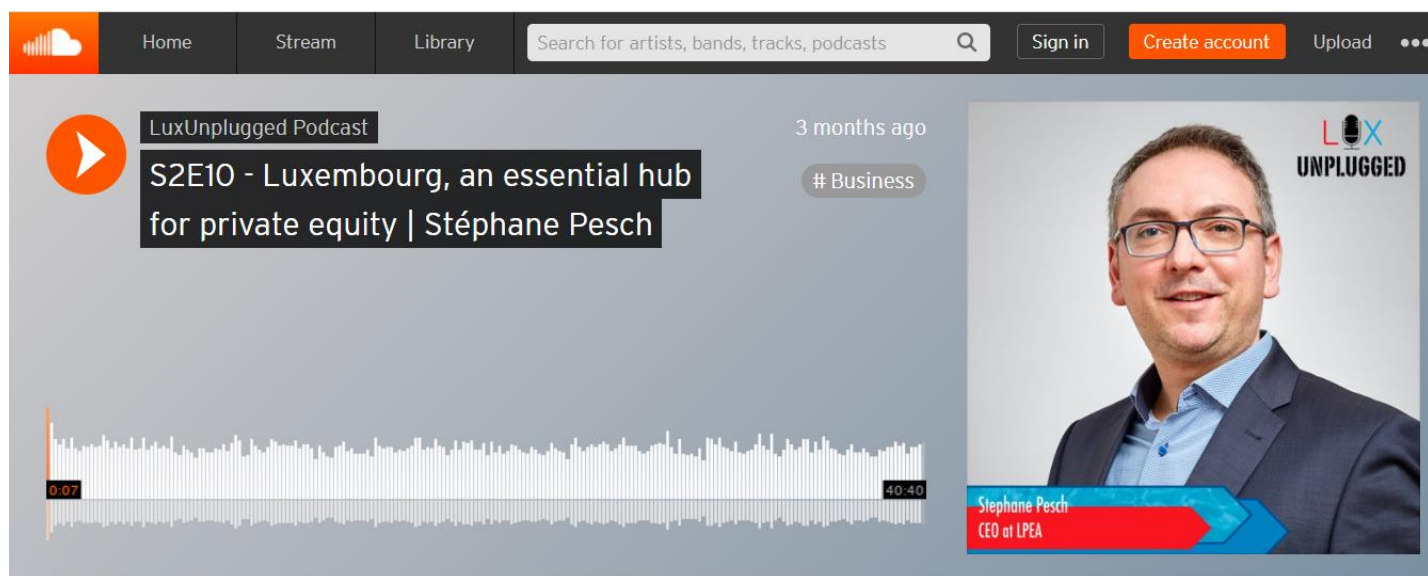 Home
Stream
Library
Search for artists, bands, tracks, podcasts
Sign in
Create account
Upload
LuxUnplugged Podcast
3 months ago
S2E10 - Luxembourg, an essential hub
for private equity | Stéphane Pesch
# Business
LUX
UNPLUGGED
0:07
40:40
Stephane Pesch
CEO at LPEA